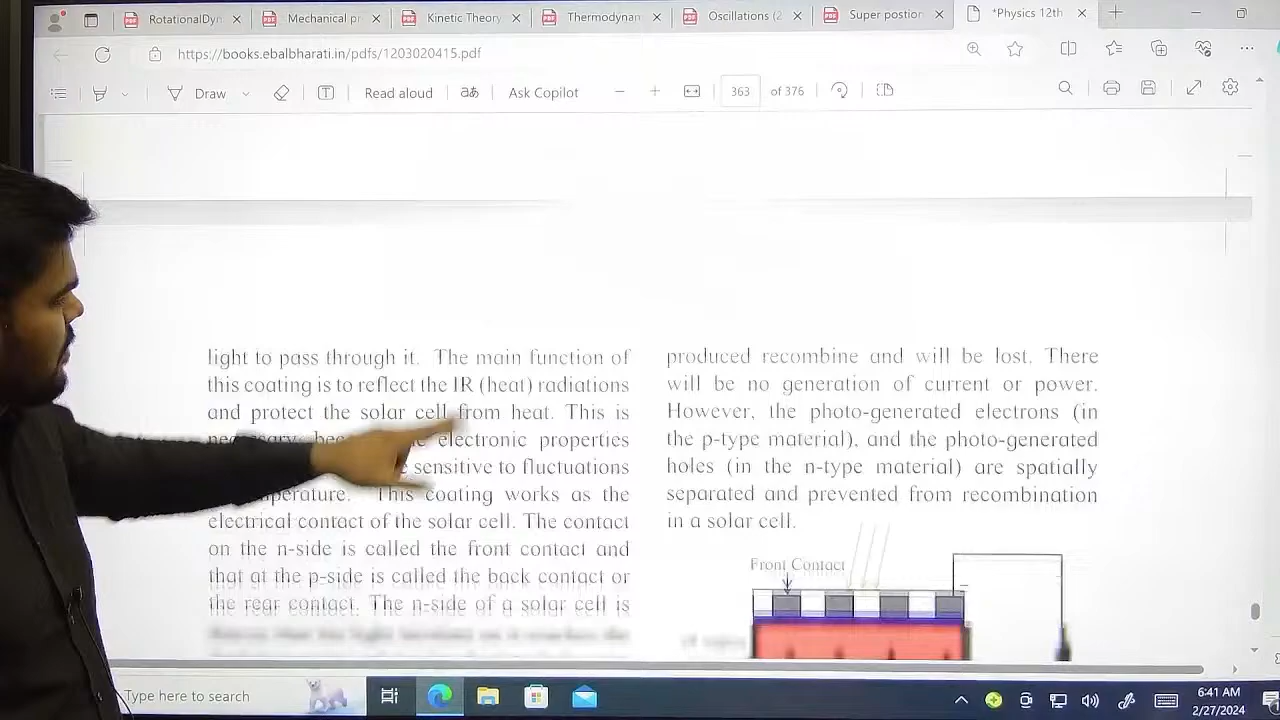 RotationalDyn
Mechanical p
Kinetic Theor
Thermodynan
Oscillation (2
Super postion
*Physics 12th
https://books.ebalbharati.in/pdfs/1203020415.pdf
Draw
Read aloud
aあ
Ask Copilot
363
of 376
light to pass through it. The main function of
this coating is to reflect the IR (heat) radiations
and protect the solar cell from heat. This is
electronic properties
sensitive to fluctuations
This coating works as the
electrical contact of the solar cell. The contact
on the n-side is called the front contact and
that at the p-side is called the back contact or
the rear contact. The n-side of a solar cell is
produced recombine and will be lost. There
will be no generation of current or power.
However, the photo-generated electrons (in
the p-type material), and the photo-generated
holes (in the n-type material) are spatially
separated and prevented from recombination
in a solar cell.
Front Contact
Type here to search
6:41 AM
2/27/2024